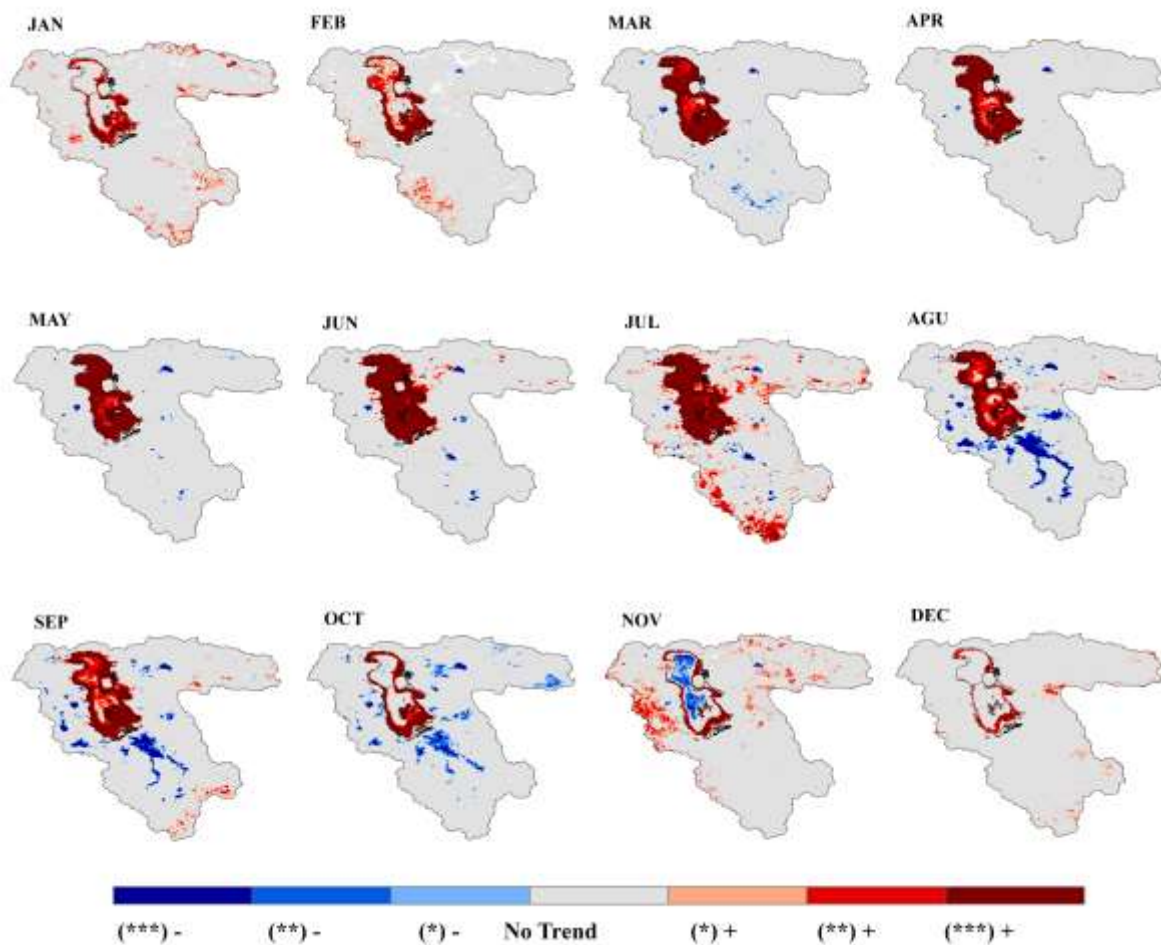 JAN FEB MAR APR
MAY JUN JUL AGU
SEP OCT NOV DEC
(***) - (**) - (*) - No Trend (*) + (**) + (***) +